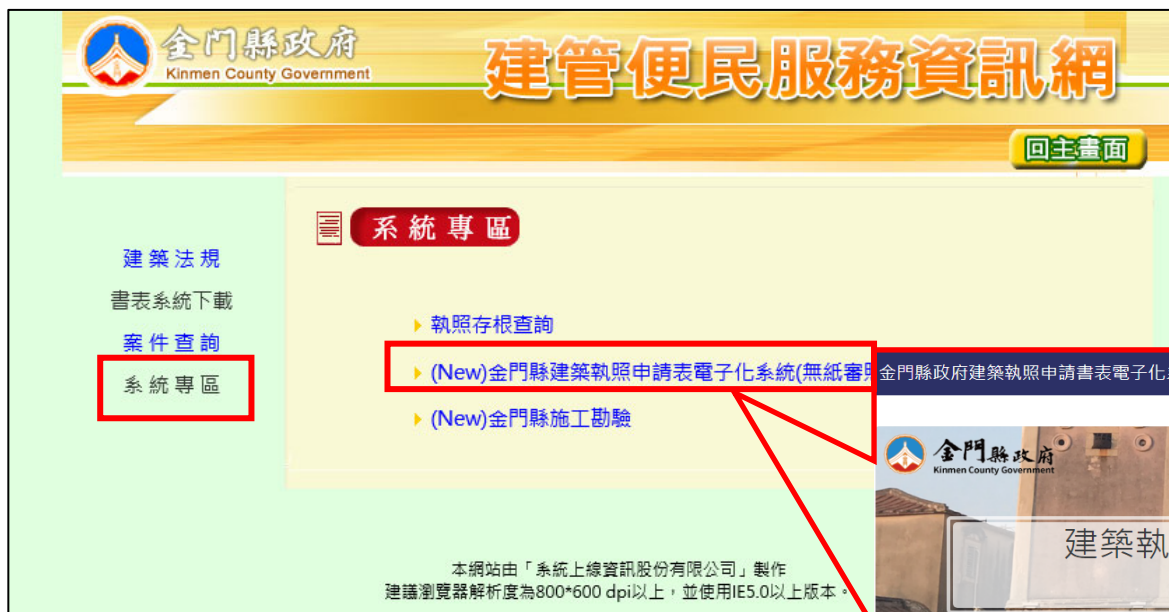 金門縣政府
Kinmen County Government
建管便民服務資訊網
回主畫面
系統專區
建築法規
書表系統下載
案件查詢
系統專區
執照存根查詢
(New)金門縣建築執照申請表電子化系統(無紙審
(New)金門縣施工勘驗
金門縣政府建築執照申請書表電子化
金門縣政府
Kinmen County Government
建築執
本網站由「系統上線資訊股份有限公司」製作
建議瀏覽器解析度為800*600 dpi以上，並使用IE5.0以上版本。